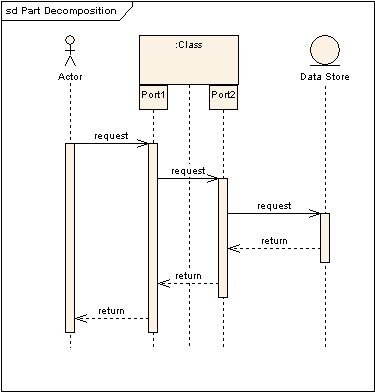 sd Part Decomposition
:Class
Actor
Port1
Port2
Data Store
request
request
request
return
return
return